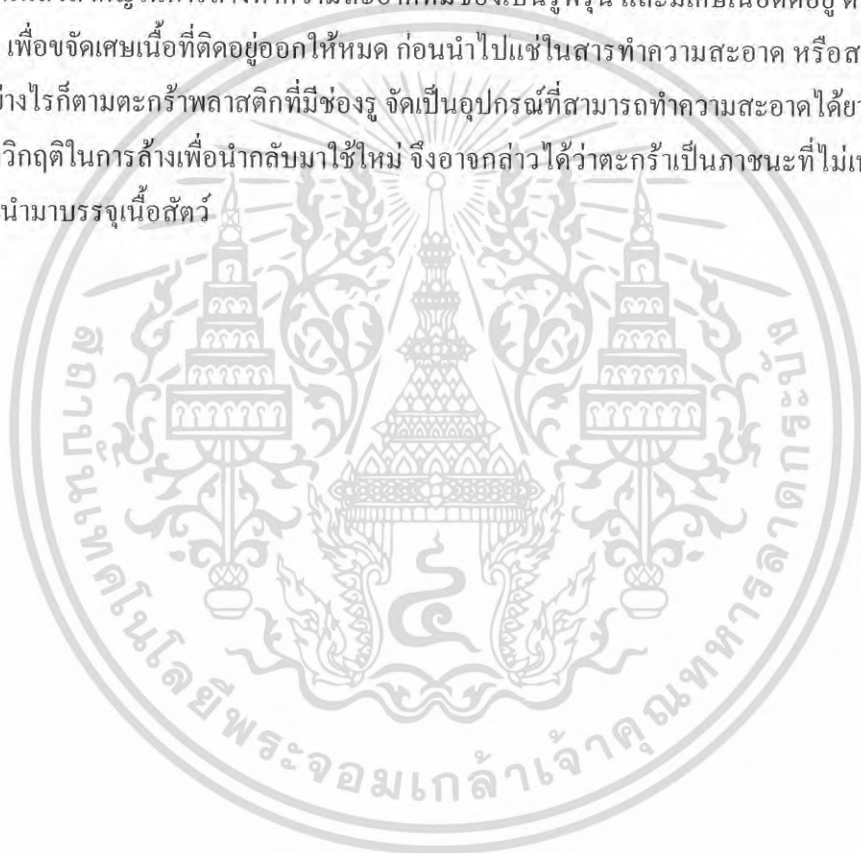 เพื่อขจัดเศษเนื้อที่ติดอยู่ออกให้หมด ก่อนนำไปแช่ในสารทำความสะอาด หรือส
ย่างไรก็ตามตะกร้าพลาสติกที่มีช่องรู จัดเป็นอุปกรณ์ที่สามารถทำความสะอาดได้ย
วิกฤติในการล้างเพื่อนำกลับมาใช้ใหม่ จึงอาจกล่าวได้ว่าตะกร้าเป็นภาชนะที่ไม่เ
นำมาบรรจุเนื้อสัตว์
สถาบันเทคโนโลยีพระจอมเกล้าเจ้าคุณทหารลาดกระบัง